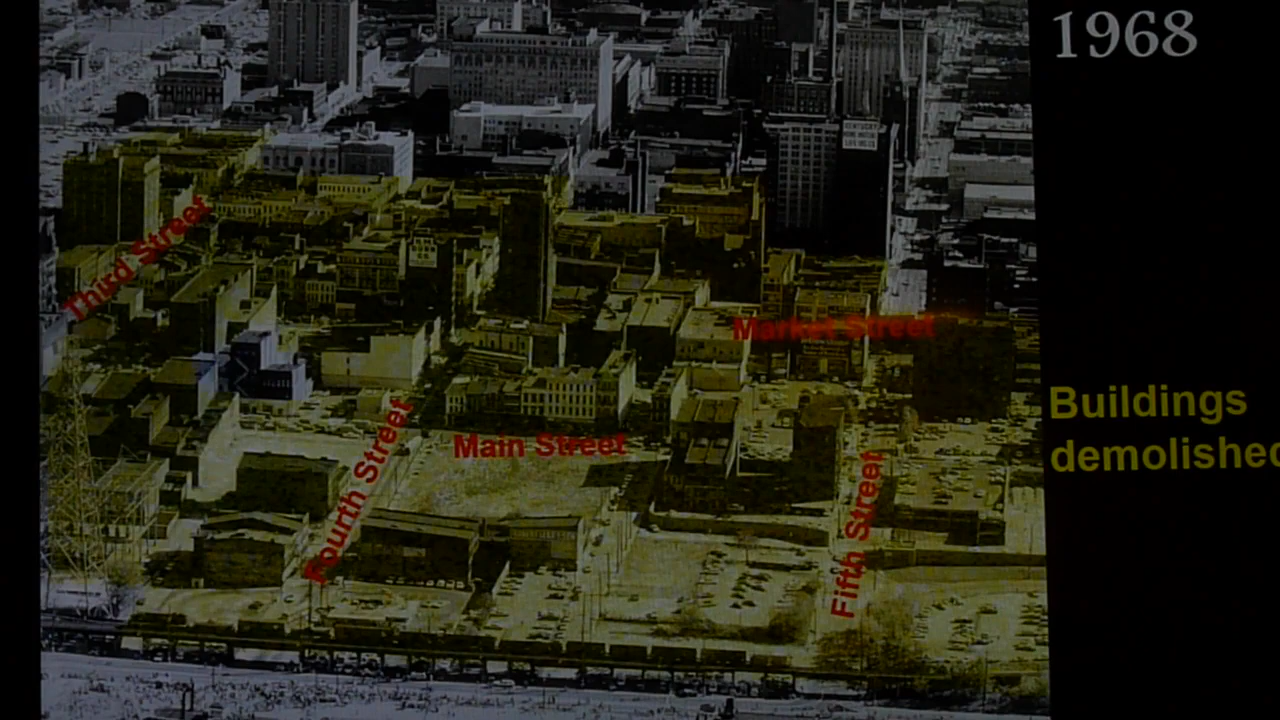 1968
Third Street
Market Street
Buildings
demolished
Main Street
Fourth Street
Fifth Street